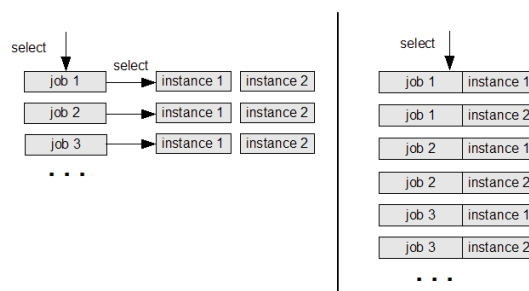 select
select
job 1 instance 1 instance 2
job 2 instance 1 instance 2
job 3 instance 1 instance 2
. . .
select
job 1 instance 1
job 1 instance 2
job 2 instance 1
job 2 instance 2
job 3 instance 1
job 3 instance 2
. . .